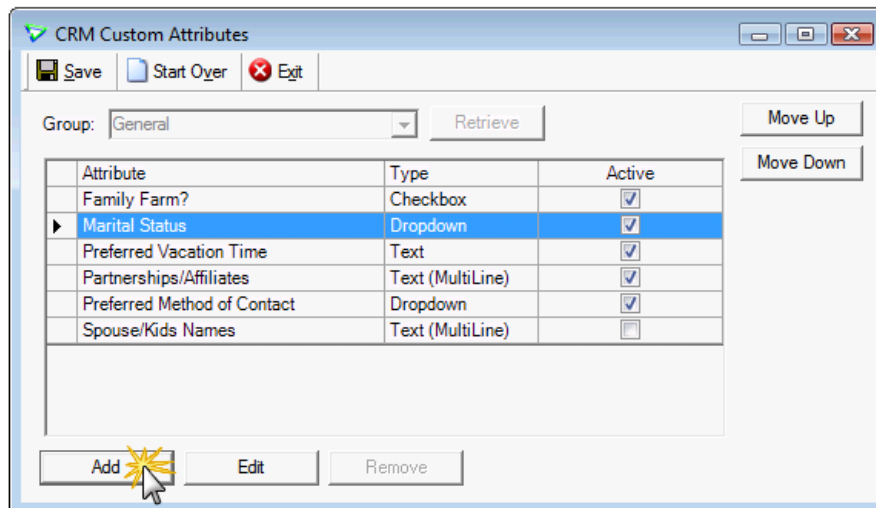 CRM Custom Attributes
Save Start Over Exit
Group: General Retrieve Move Up
Move Down
Attribute Type Active
Family Farm? Checkbox
Marital Status Dropdown
Preferred Vacation Time Text
Partnerships/Affiliates Text (MultiLine)
Preferred Method of Contact Dropdown
Spouse/Kids Names Text (MultiLine)
Add Edit Remove